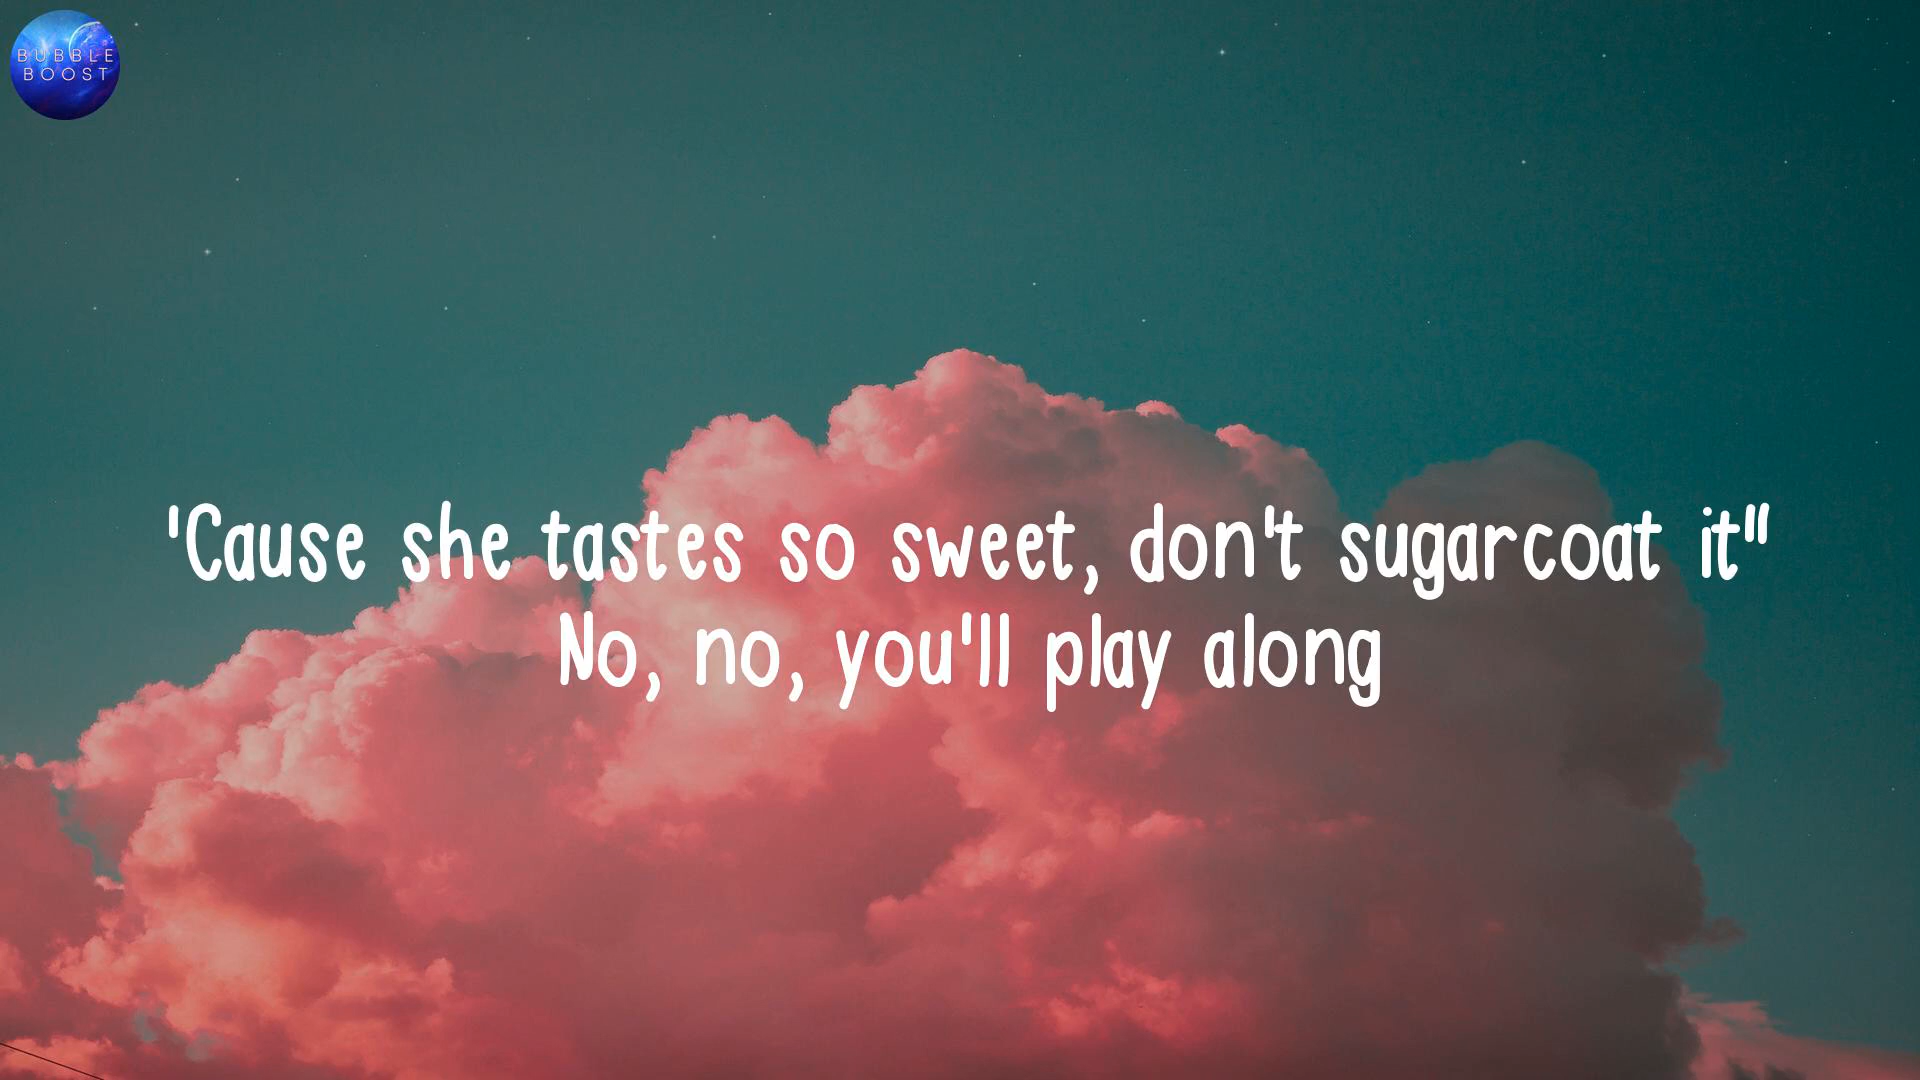 BUBBLE
BOOST
'Cause she tastes so sweet, don't sugarcoat it"
No, no, you'll play along